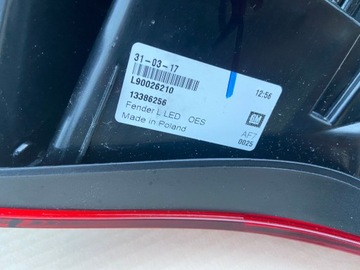 31-03-17
12:56
L90026210
13386256
GM
Fender L LED OES
AF7
Made in Poland
0025